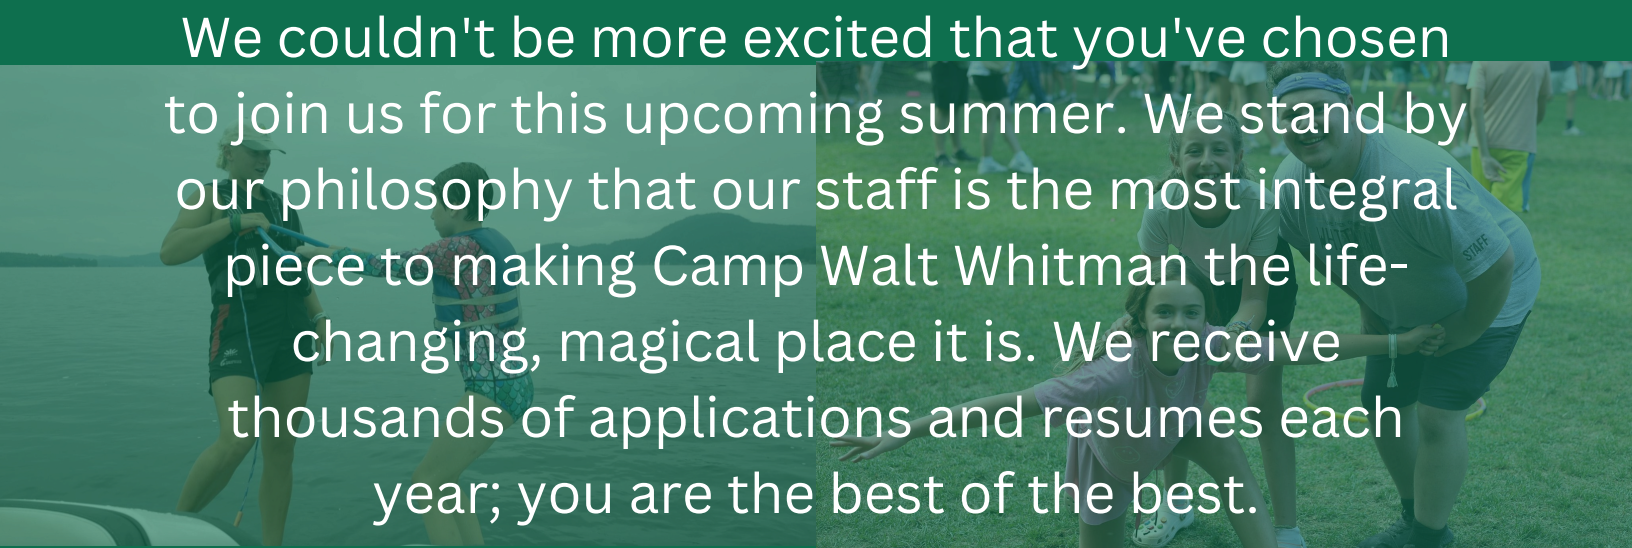 We couldn't be more excited that you've chosen
to join us for this upcoming summer. We stand by
our philosophy that our staff is the most integral
piece to making Camp Walt Whitman the life-
changing, magical place it is. We receive
thousands of applications and resumes each
year; you are the best of the best.
STAFF